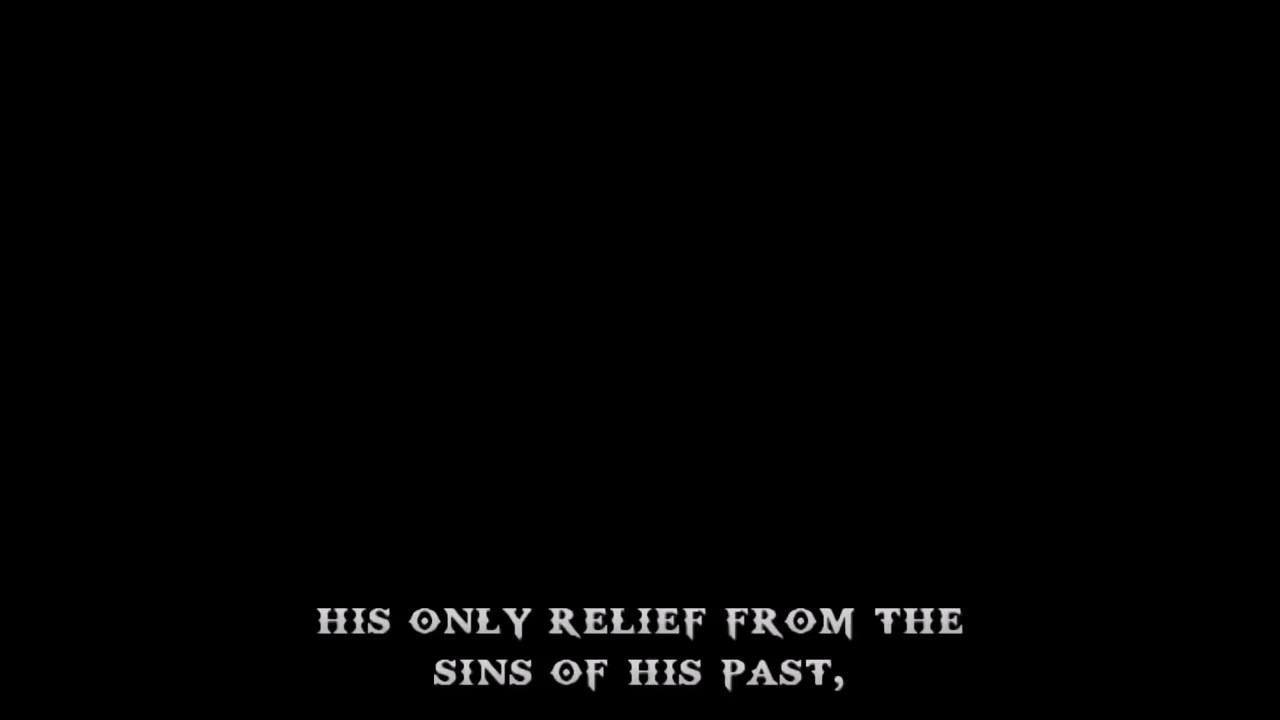 HIS ONLY RELIEF FROM THE
SINS OF HIS PAST,